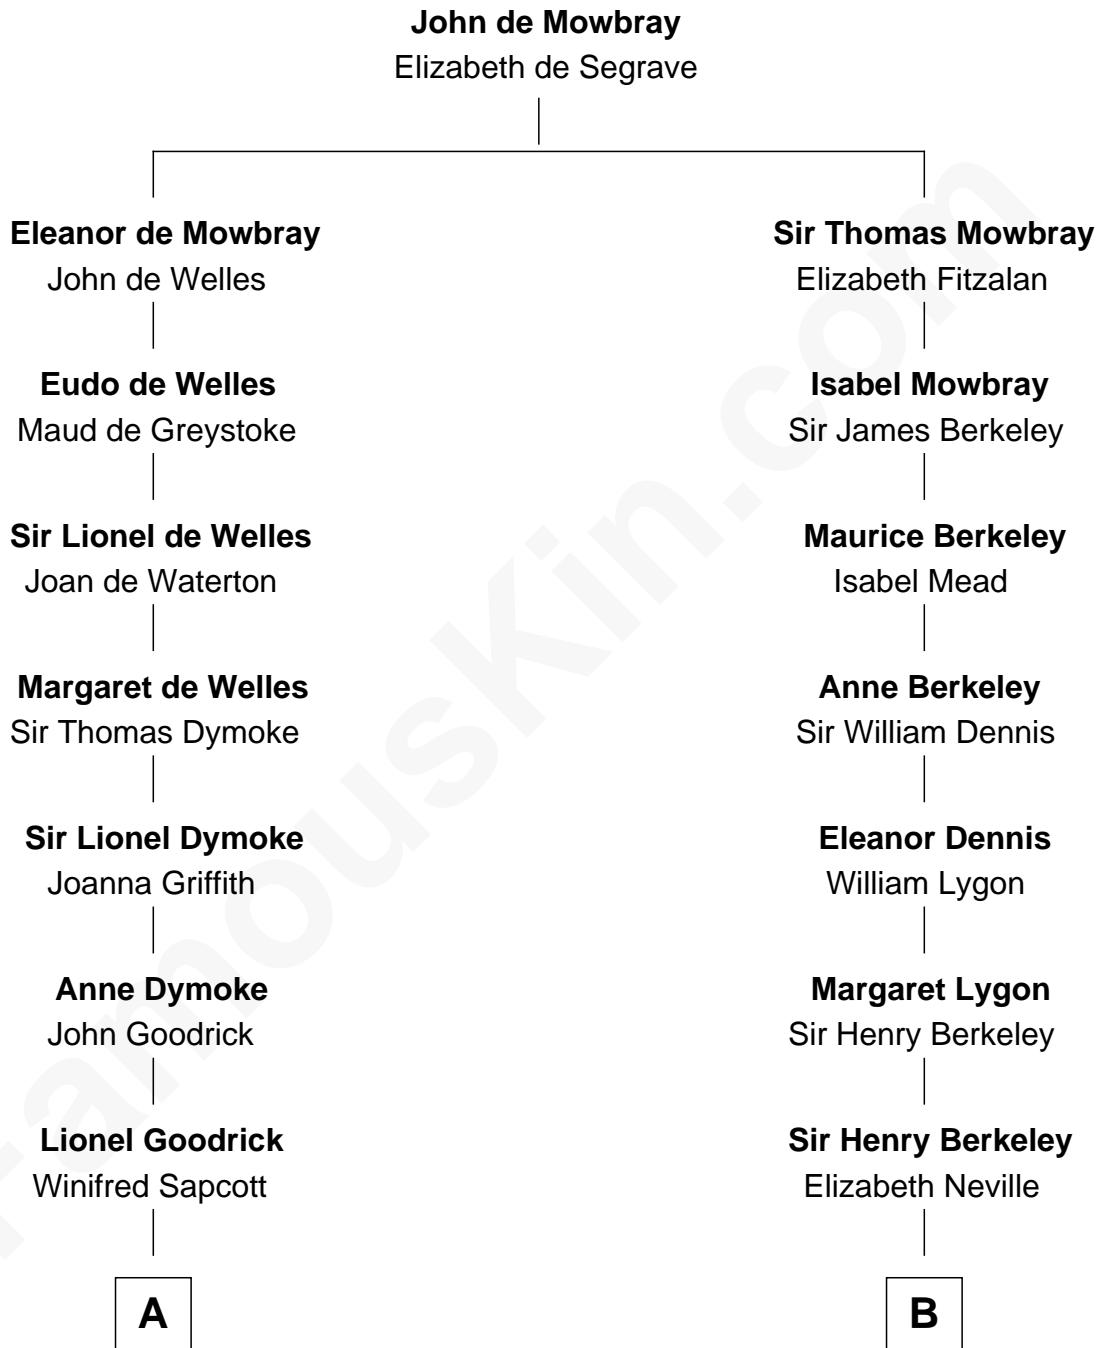 John de Mowbray
Elizabeth de Segrave
Eleanor de Mowbray
John de Welles
Sir Thomas Mowbray
Elizabeth Fitzalan
Eudo de Welles
Maud de Greystoke
Isabel Mowbray
Sir James Berkeley
Sir Lionel de Welles
Joan de Waterton
Maurice Berkeley
Isabel Mead
Margaret de Welles
Sir Thomas Dymoke
Anne Berkeley
Sir William Dennis
Sir Lionel Dymoke
Joanna Griffith
Eleanor Dennis
William Lygon
Anne Dymoke
John Goodrick
Margaret Lygon
Sir Henry Berkeley
Lionel Goodrick
Winifred Sapcott
Sir Henry Berkeley
Elizabeth Neville
A
B
FamousKin.com